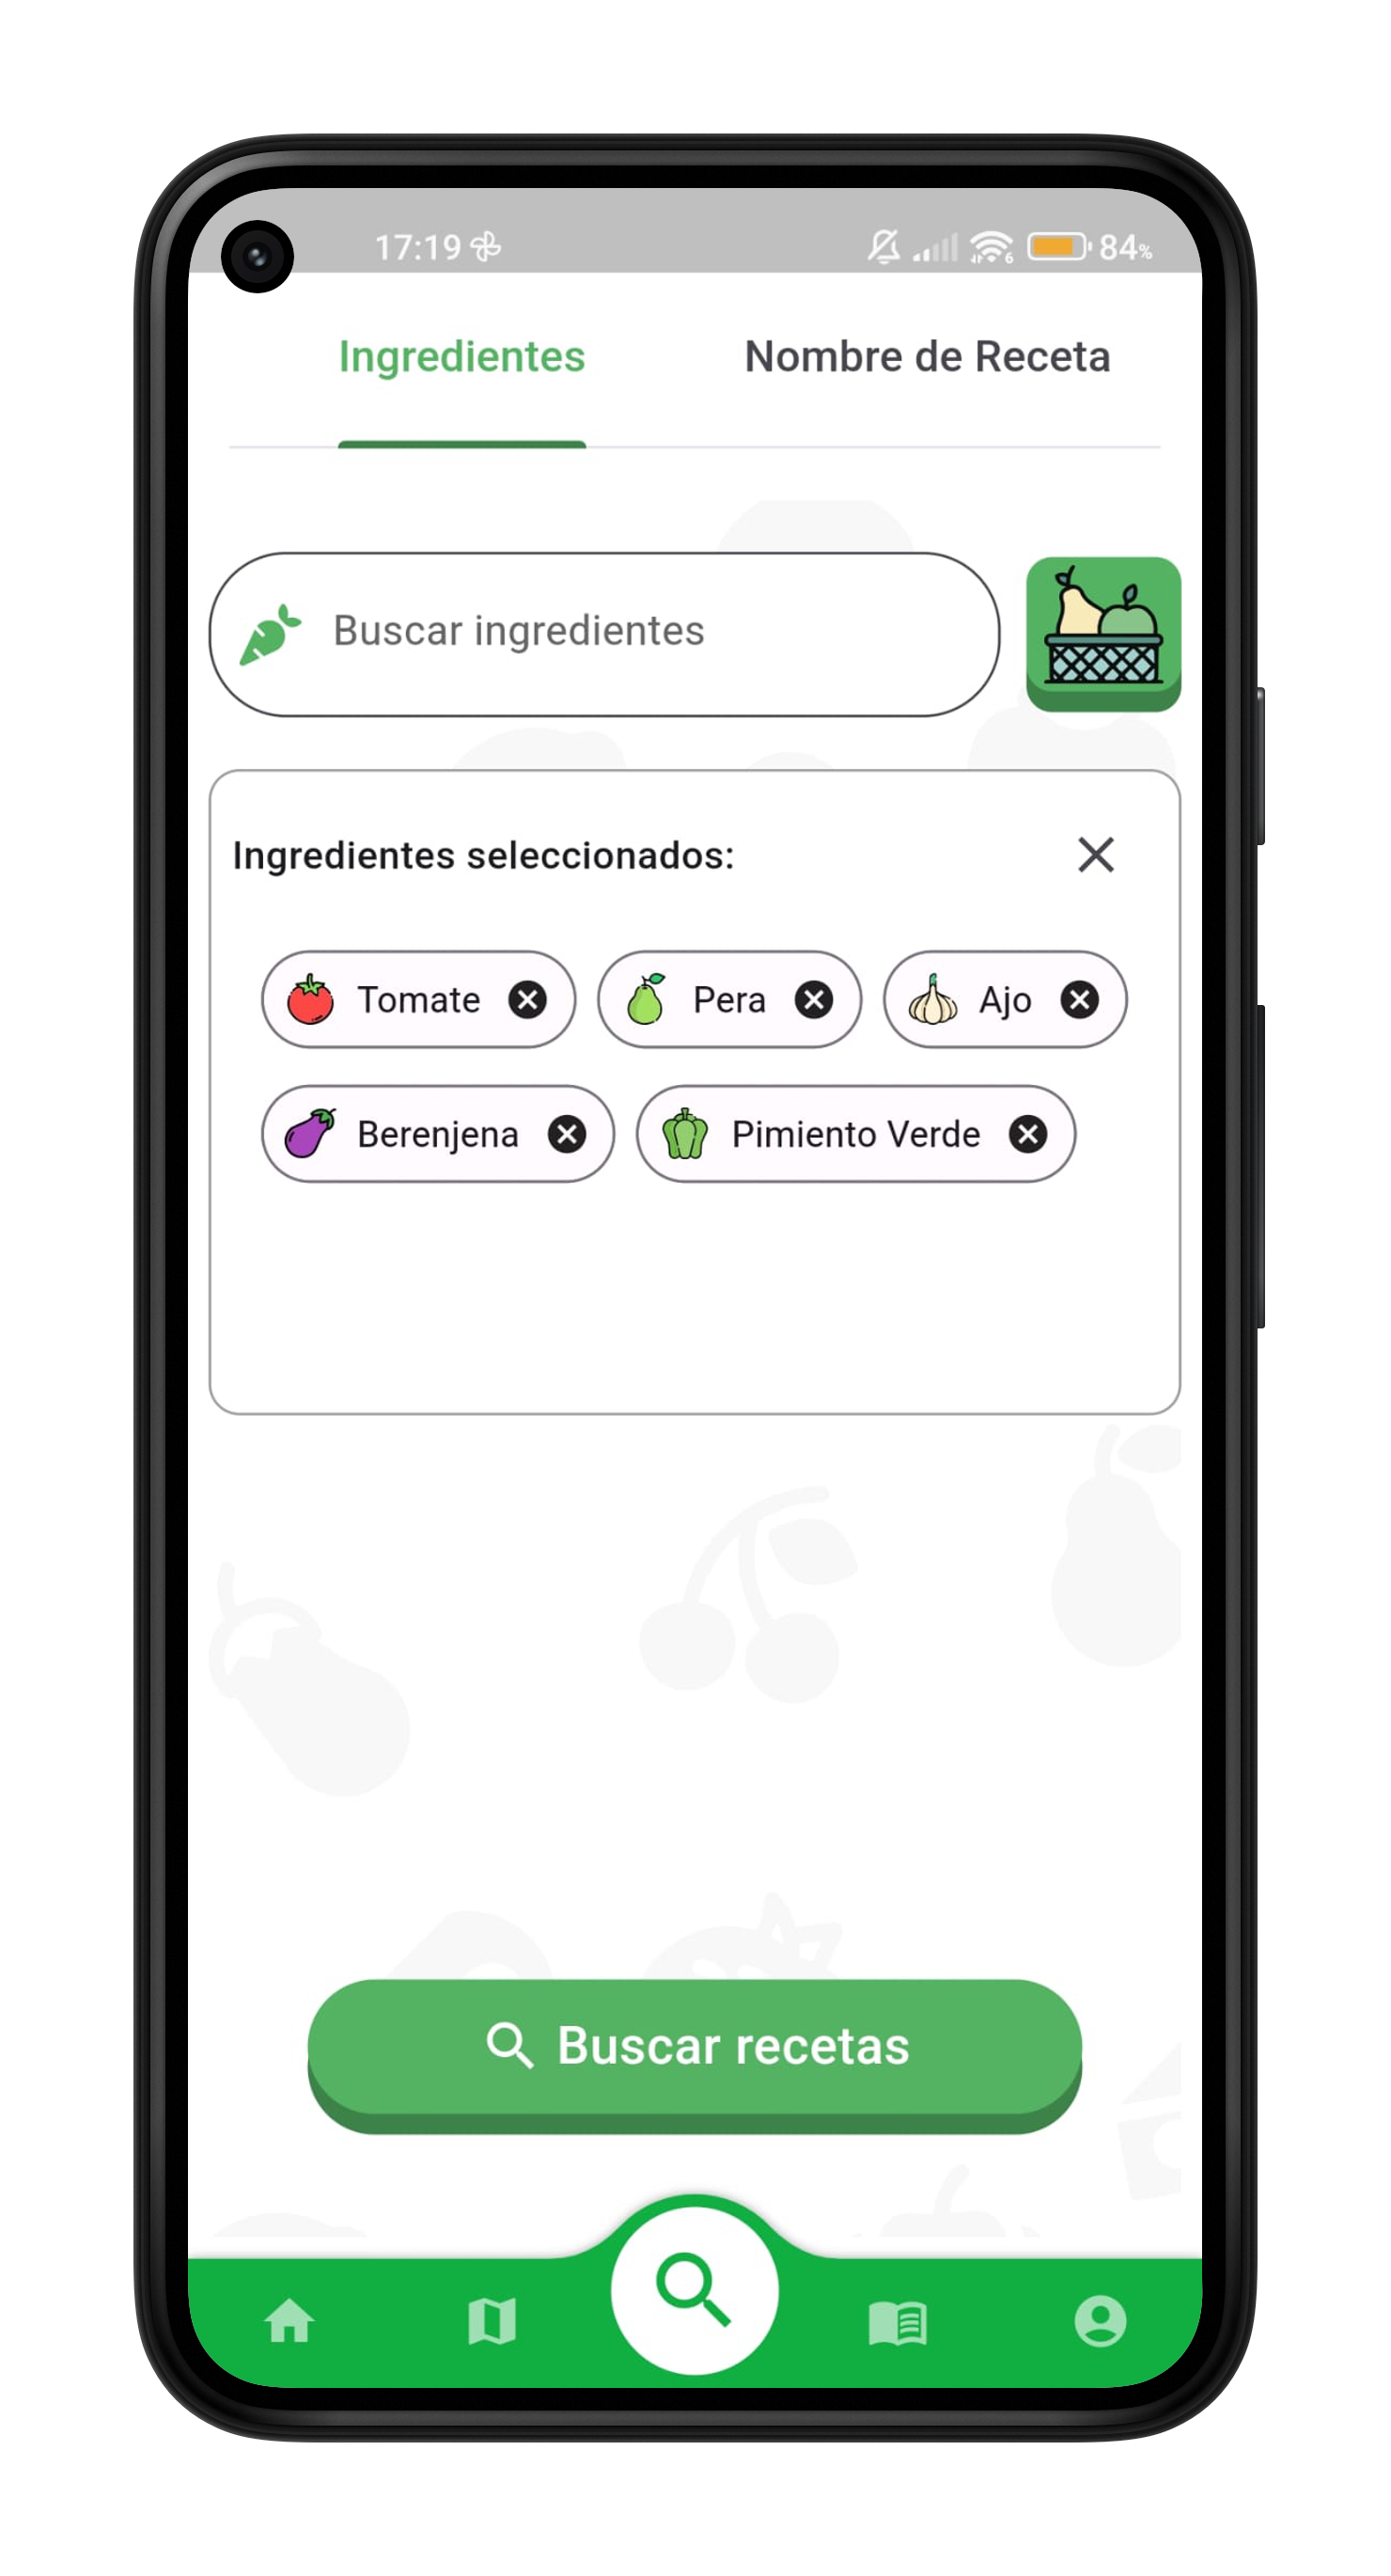 17:19 84%
Ingredientes Nombre de Receta
Buscar ingredientes
Ingredientes seleccionados:
Tomate Pera Ajo
Berenjena Pimiento Verde
Buscar recetas